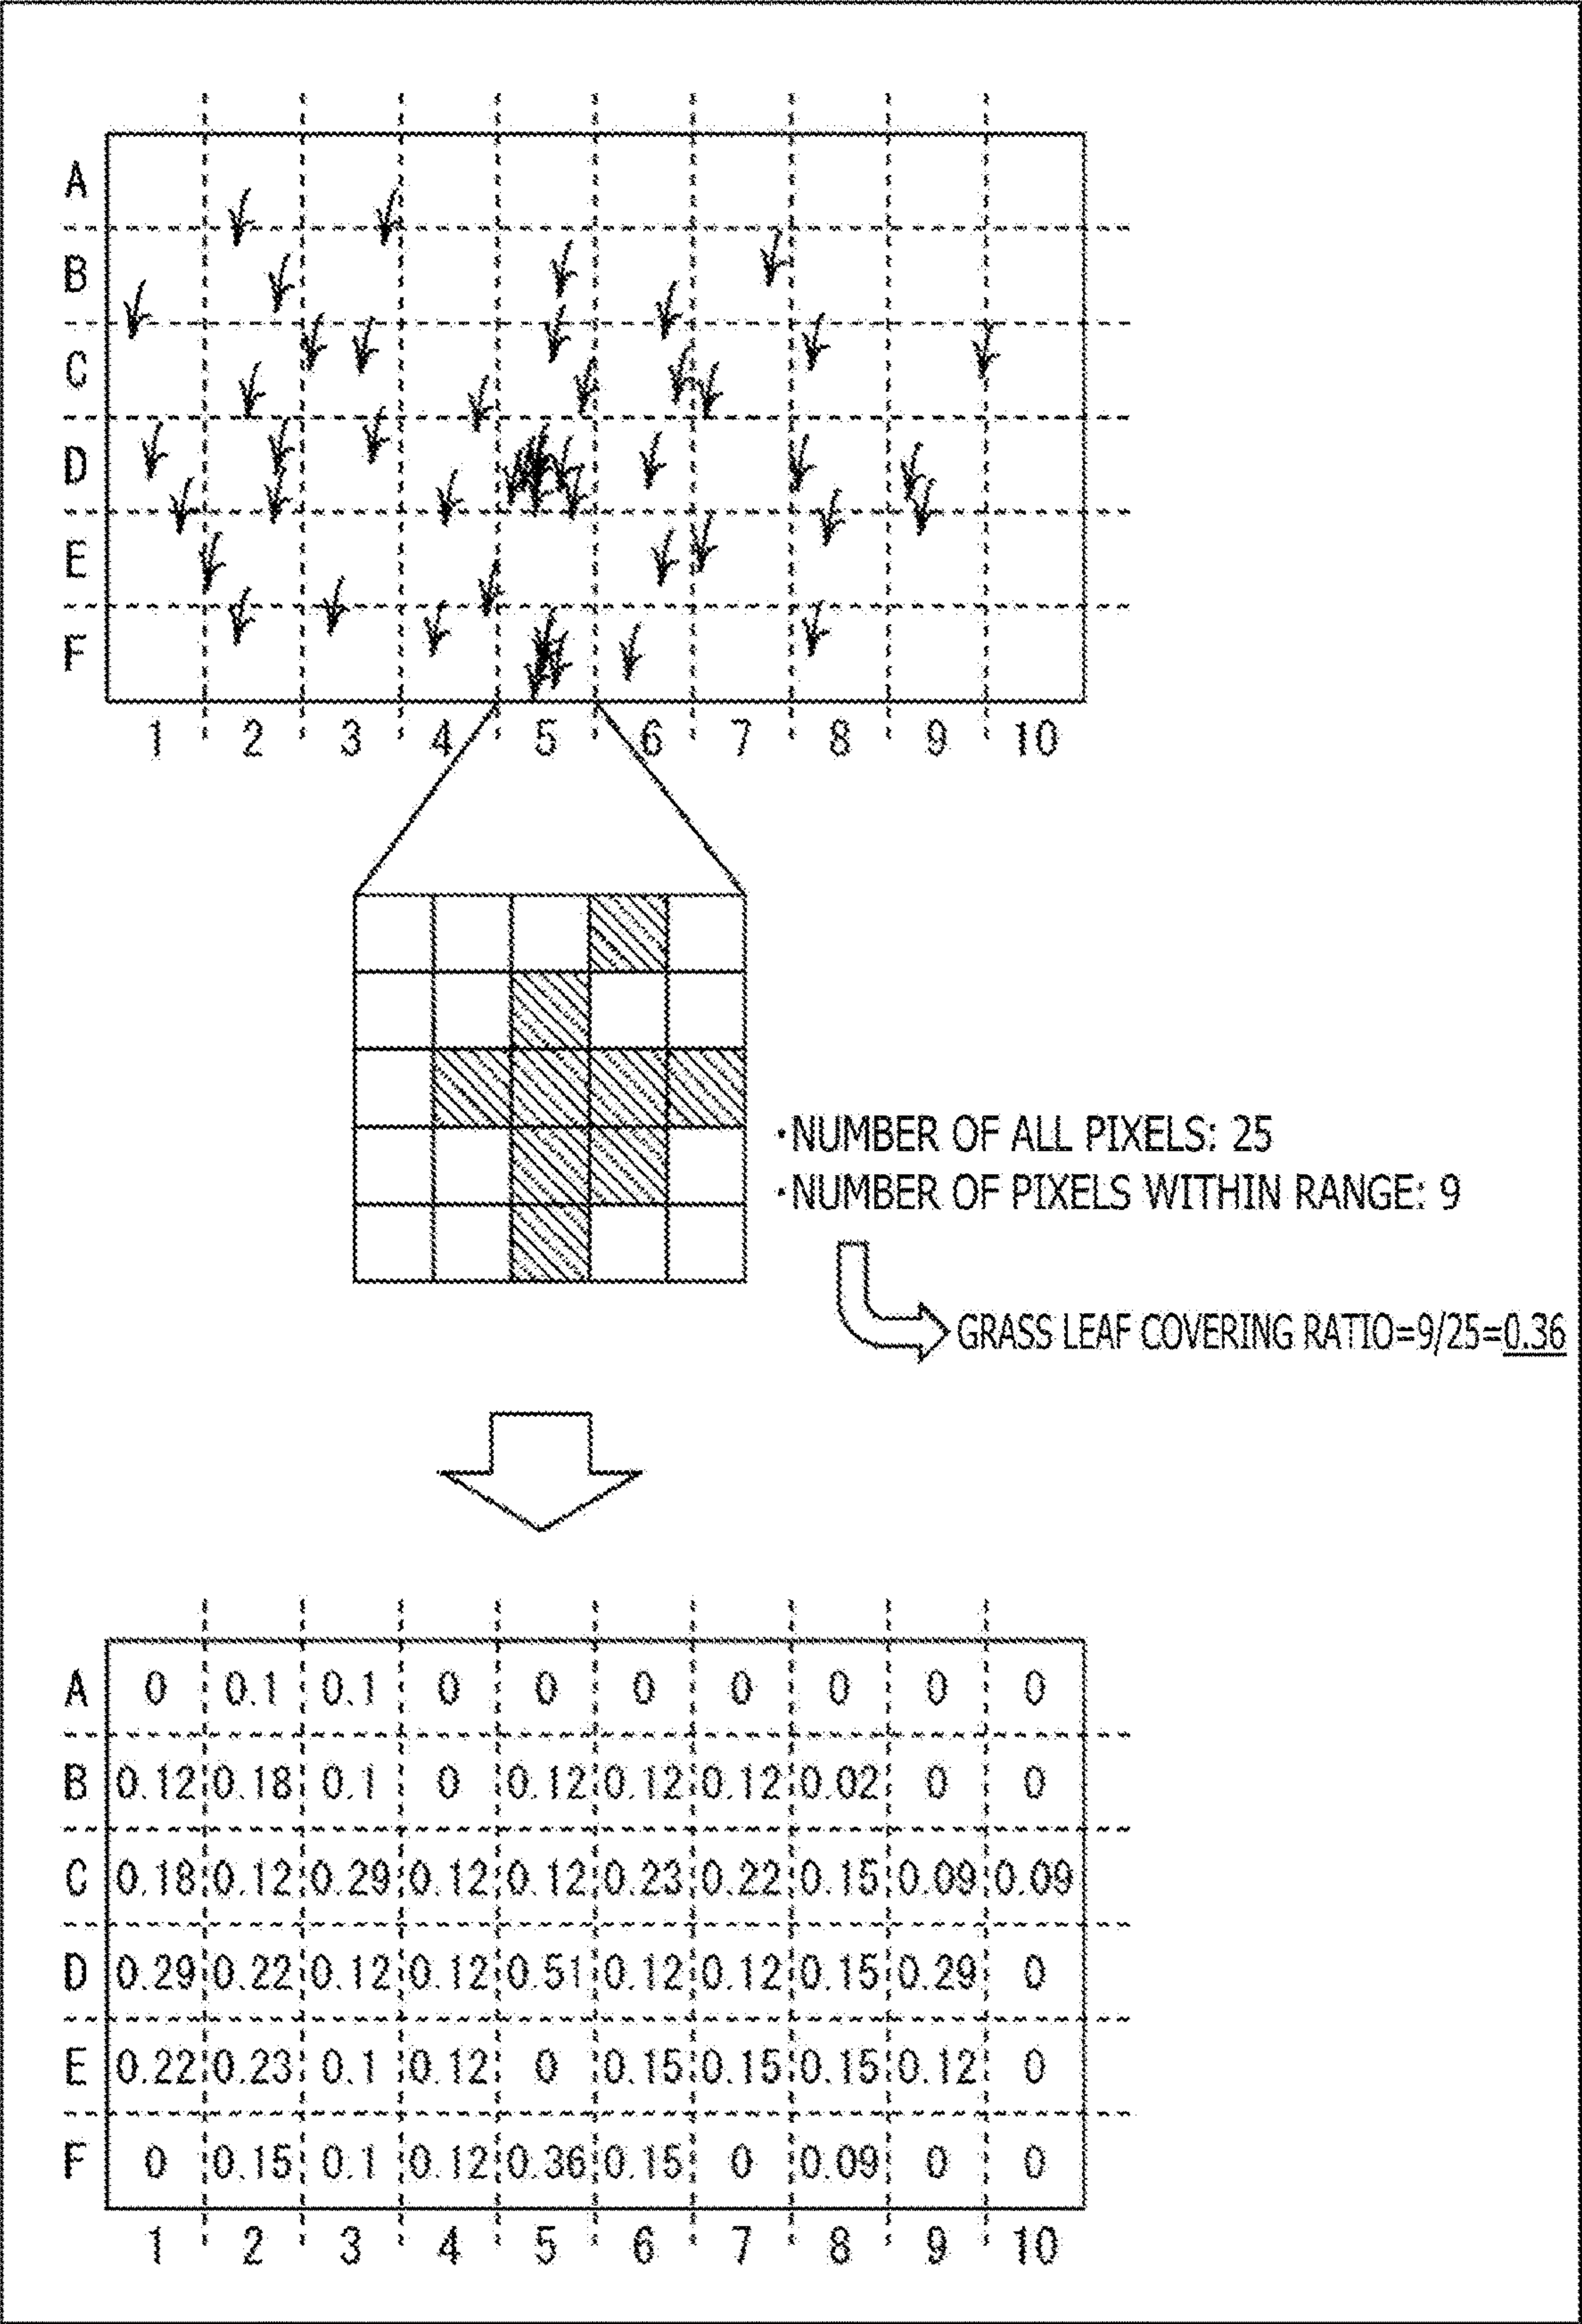 A
B
C
D
E
F
1 2 3 4 5 6 7 8 9 10
·NUMBER OF ALL PIXELS: 25
·NUMBER OF PIXELS WITHIN RANGE: 9
GRASS LEAF COVERING RATIO=9/25=0.36
A 0 0.1 0.1 0 0 0 0 0 0 0
B 0.12 0.18 0.1 0 0.12 0.12 0.12 0.02 0 0
C 0.18 0.12 0.29 0.12 0.12 0.23 0.22 0.15 0.09 0.09
D 0.29 0.22 0.12 0.12 0.51 0.12 0.12 0.15 0.29 0
E 0.22 0.23 0.1 0.12 0 0.15 0.15 0.15 0.12 0
F 0 0.15 0.1 0.12 0.36 0.15 0 0.09 0 0
1 2 3 4 5 6 7 8 9 10